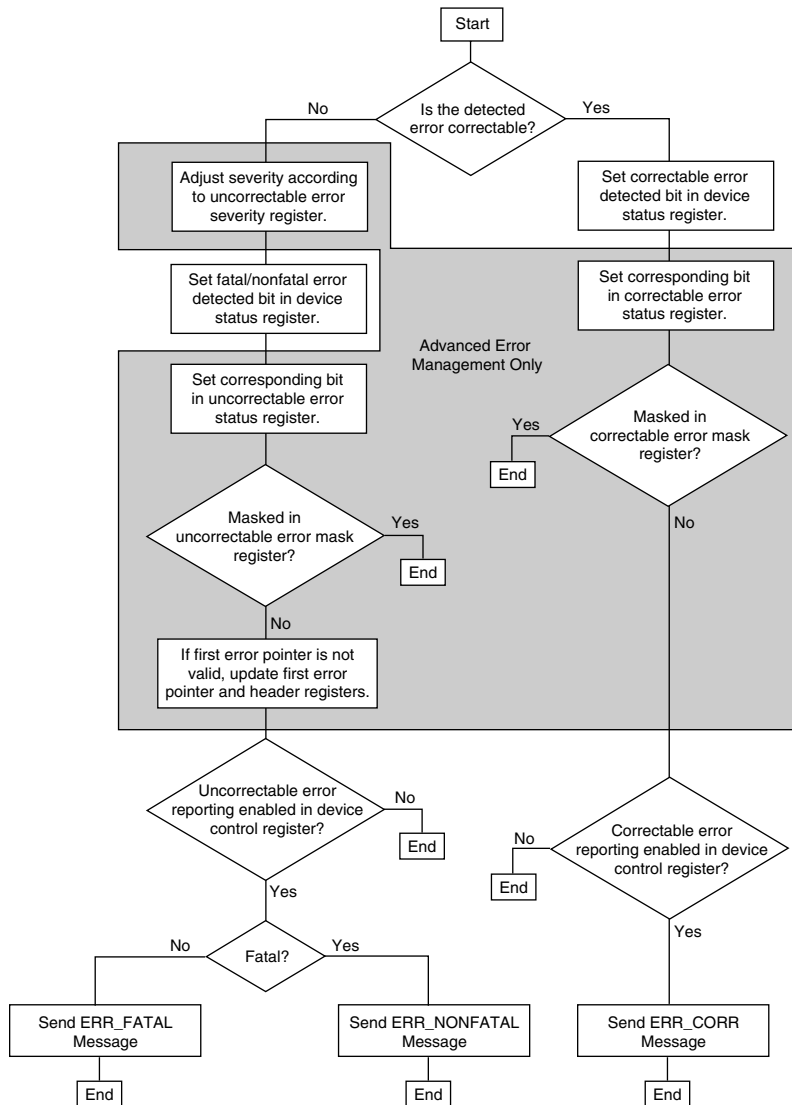 Start
Is the detected
error correctable?
No
Yes
Adjust severity according
to uncorrectable error
severity register.
Set correctable error
detected bit in device
status register.
Set fatal/nonfatal error
detected bit in device
status register.
Set corresponding bit
in correctable error
status register.
Advanced Error
Management Only
Set corresponding bit
in uncorrectable error
status register.
Masked in
correctable error mask
register?
Yes
End
No
Masked in
uncorrectable error mask
register?
Yes
End
No
If first error pointer is not
valid, update first error
pointer and header registers.
Uncorrectable error
reporting enabled in device
control register?
No
End
Yes
Correctable error
reporting enabled in device
control register?
No
End
Yes
Fatal?
No
Yes
Send ERR_FATAL
Message
Send ERR_NONFATAL
Message
Send ERR_CORR
Message
End
End
End